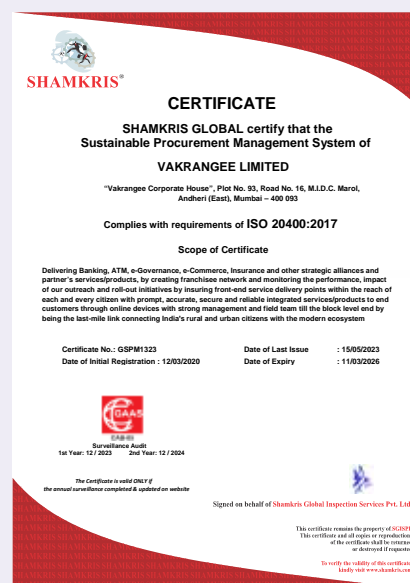 SHAMKRIS®
CERTIFICATE
SHAMKRIS GLOBAL certify that the
Sustainable Procurement Management System of
VAKRANGEE LIMITED
“Vakrangee Corporate House”, Plot No. 93, Road No. 16, M.I.D.C. Marol,
Andheri (East), Mumbai – 400 093
Complies with requirements of ISO 20400:2017
Scope of Certificate
Delivering Banking, ATM, e-Governance, e-Commerce, Insurance and other strategic alliances and
partner's services/products, by creating franchisee network and monitoring the performance, impact
of our outreach and roll-out initiatives by insuring front-end service delivery points within the reach of
each and every citizen with prompt, accurate, secure and reliable integrated services/products to end
customers through online devices with strong management and field team till the block level end by
being the last-mile link connecting India's rural and urban citizens with the modern ecosystem
Certificate No.: GSPM1323 Date of Last Issue : 15/05/2023
Date of Initial Registration : 12/03/2020 Date of Expiry : 11/03/2026
GAAS
CAB-03
Surveillance Audit
1st Year: 12 / 2023 2nd Year: 12 / 2024
The Certificate is valid ONLY if
the annual surveillance completed & updated on website
Signed on behalf of Shamkris Global Inspection Services Pvt. Ltd
This certificate remains the property of SGISPL
This certificate and all copies or reproduction
of the certificate shall be returned
or destroyed if requested
To verify the validity of this certificate
kindly visit www.shamkris.com